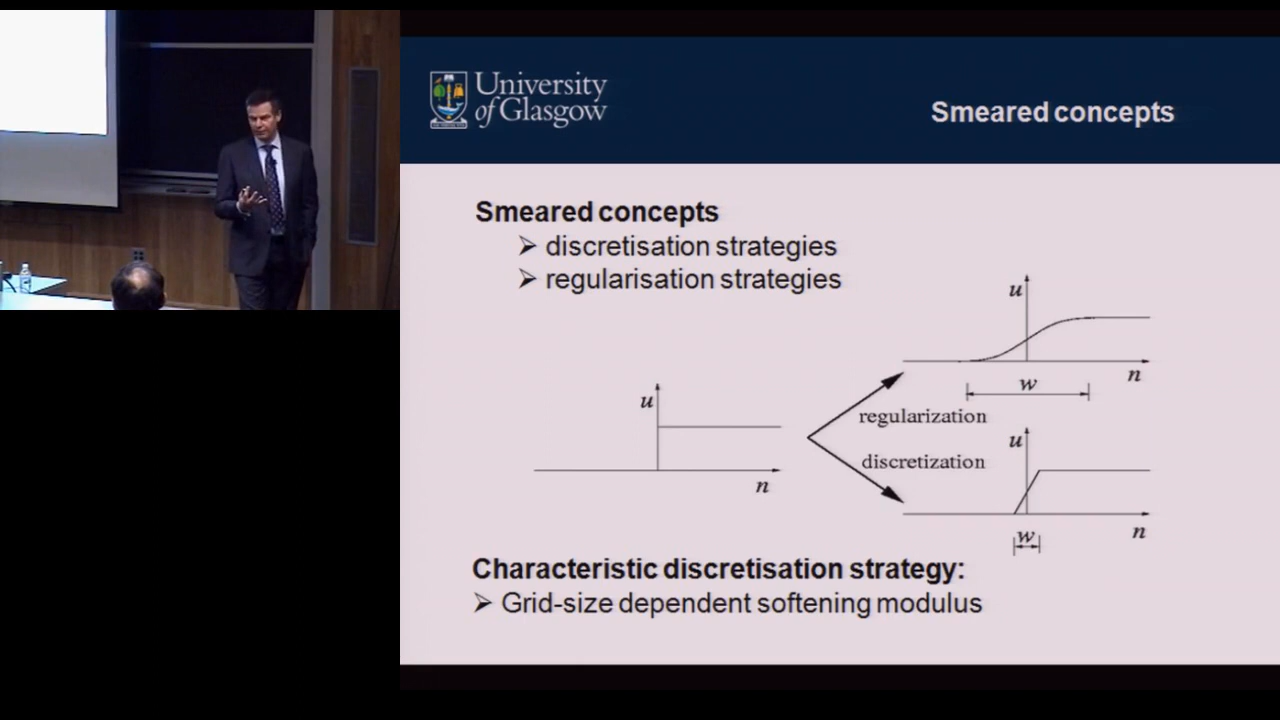 University
of Glasgow
Smeared concepts
Smeared concepts
➢ discretisation strategies
➢ regularisation strategies
u
n
w
u
n
regularization
discretization
u
n
w
Characteristic discretisation strategy:
➢ Grid-size dependent softening modulus